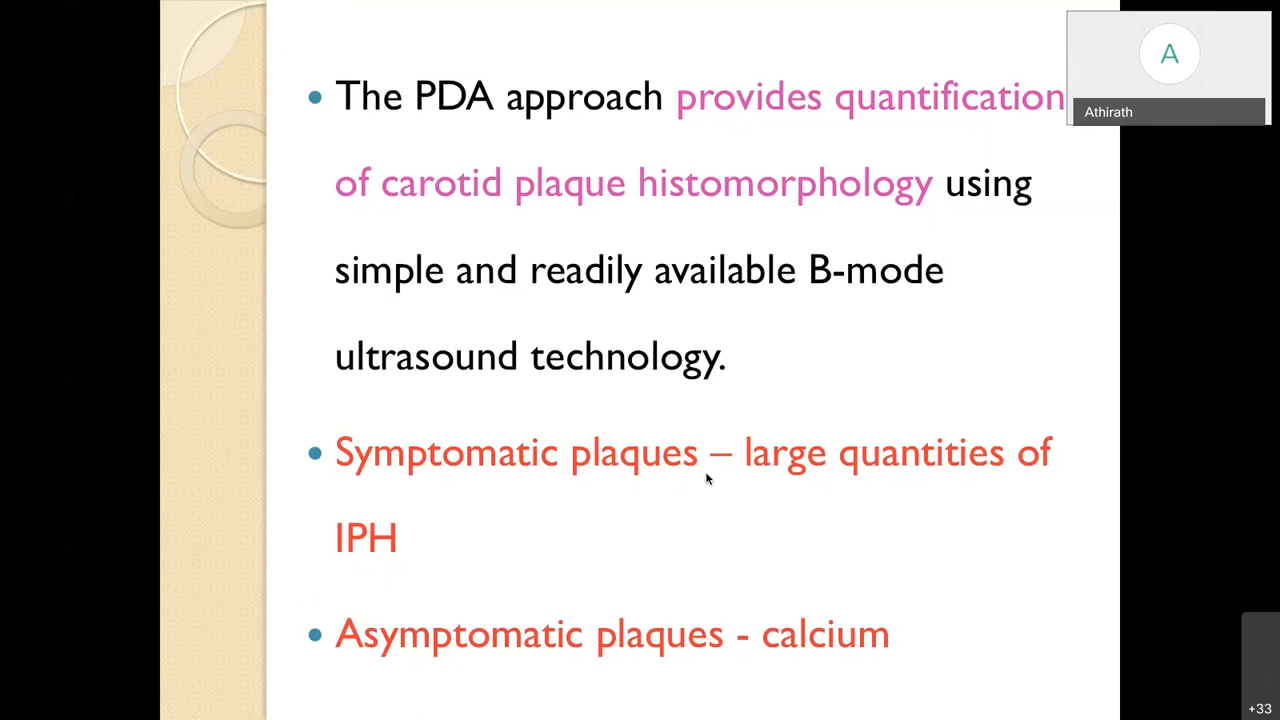 The PDA approach provides quantification
of carotid plaque histomorphology using
simple and readily available B-mode
ultrasound technology.
Symptomatic plaques – large quantities of
IPH
Asymptomatic plaques - calcium
A
Athirath
+33